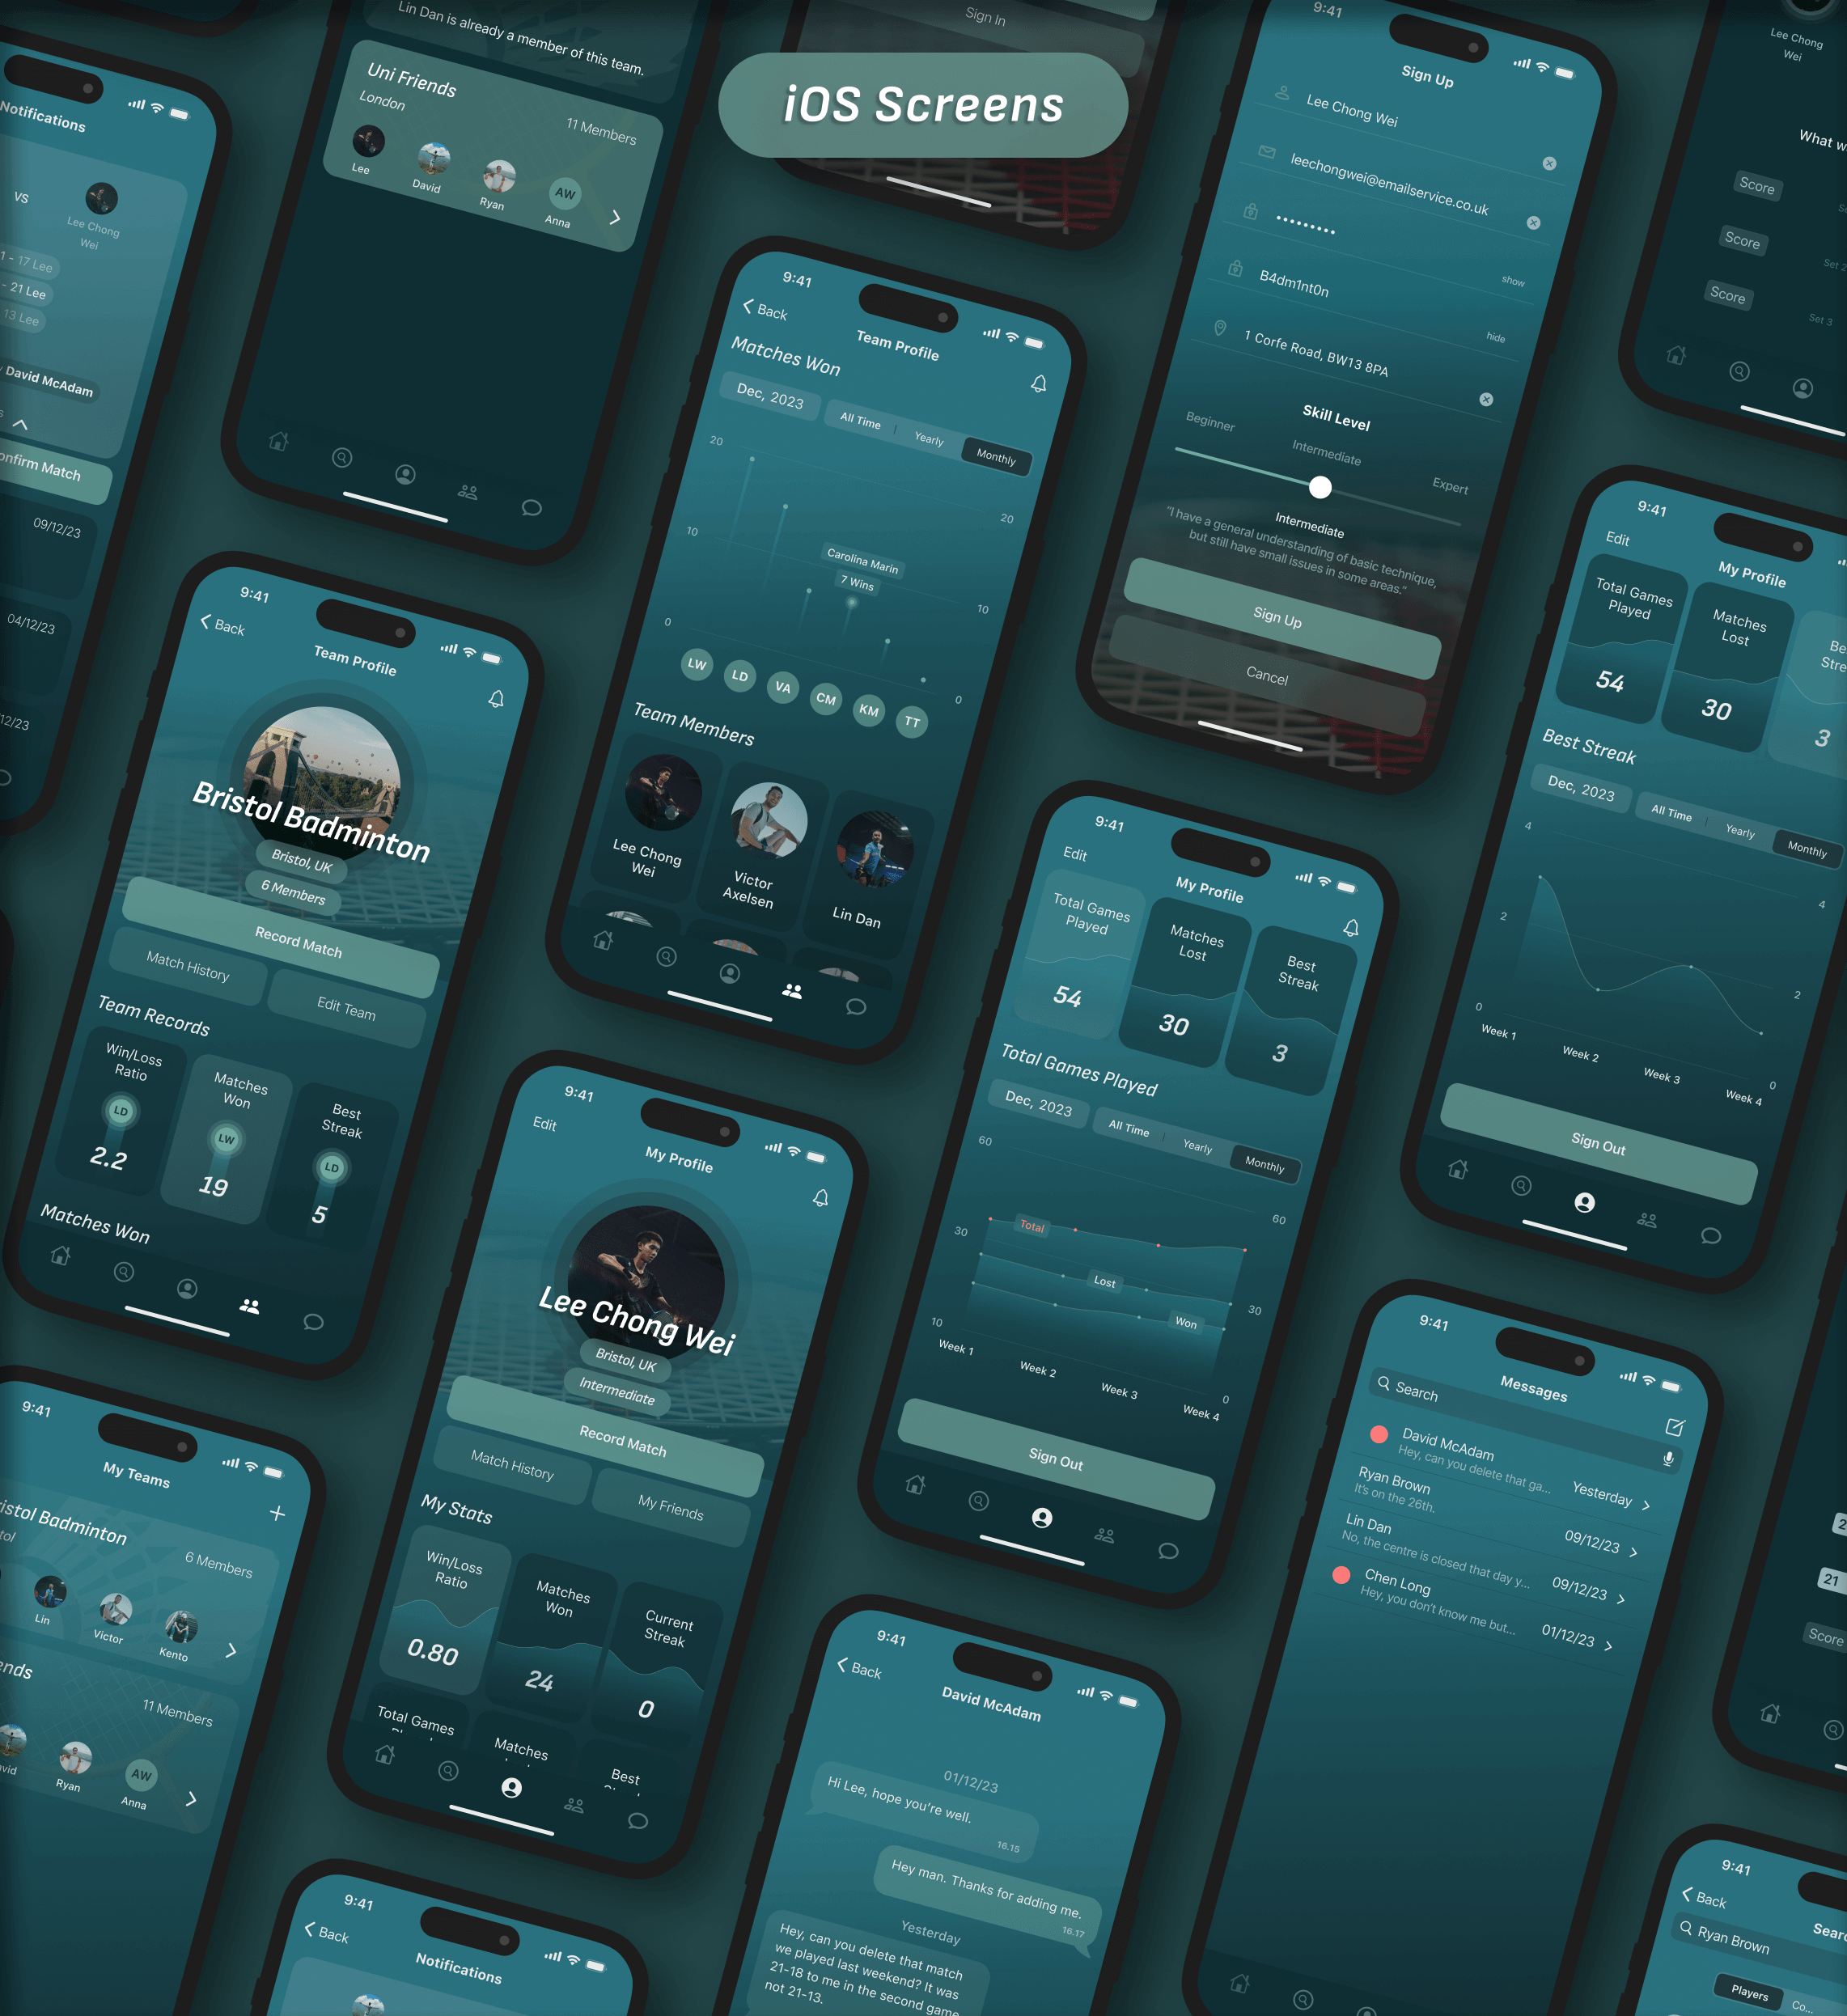 iOS Screens
Notifications
VS
Lee Chong
Wei
- 17 Lee
- 21 Lee
13 Lee
David McAdam
Confirm Match
09/12/23
04/12/23
Lin Dan is already a member of this team.
Uni Friends
London
11 Members
Lee
David
Ryan
AW
Anna
Sign In
9:41
Sign Up
Lee Chong Wei
leechongwei@emailservice.co.uk
•••••••••
show
B4dm1nt0n
hide
1 Corfe Road, BW13 8PA
Skill Level
Beginner
Intermediate
Expert
Intermediate
"I have a general understanding of basic technique,
but still have small issues in some areas."
Sign Up
Cancel
Lee Chong
Wei
What
Score
Score
Set 2
Score
Set 3
9:41
Back
Team Profile
Matches Won
Dec, 2023
All Time
Yearly
Monthly
20
20
10
Carolina Marin
7 Wins
10
0
0
LW
LD
VA
CM
KM
TT
Team Members
Lee Chong
Wei
Victor
Axelsen
Lin Dan
9:41
Back
Team Profile
Bristol Badminton
Bristol, UK
6 Members
Record Match
Match History
Edit Team
Team Records
Win/Loss
Ratio
LD
2.2
Matches
Won
LW
19
Best
Streak
LD
5
Matches Won
9:41
Edit
My Profile
Total Games
Played
54
Matches
Lost
30
3
Best Streak
Dec, 2023
All Time
Yearly
Monthly
4
4
2
2
0
0
Week 1
Week 2
Week 3
Week 4
Sign Out
9:41
Edit
My Profile
Total Games
Played
54
Matches
Lost
30
Best
Streak
3
Total Games Played
Dec, 2023
All Time
Yearly
Monthly
60
60
Total
30
Lost
30
Won
10
0
Week 1
Week 2
Week 3
Week 4
Sign Out
9:41
Edit
My Profile
Lee Chong Wei
Bristol, UK
Intermediate
Record Match
Match History
My Friends
My Stats
Win/Loss
Ratio
0.80
Matches
Won
24
Current
Streak
0
Total Games
Matches
Best
9:41
My Teams
Bristol Badminton
6 Members
Lin
Victor
Kento
11 Members
Ryan
AW
Anna
9:41
Messages
Search
David McAdam
Hey, can you delete that ga...
Yesterday
Ryan Brown
It's on the 26th.
09/12/23
Lin Dan
No, the centre is closed that day y...
09/12/23
Chen Long
Hey, you don't know me but...
01/12/23
9:41
Back
David McAdam
01/12/23
Hi Lee, hope you're well.
16.15
Hey man. Thanks for adding me.
16.17
Yesterday
Hey, can you delete that match
we played last weekend? It was
21-18 to me in the second game
not 21-13.
9:41
Back
Notifications
21
Score
9:41
Back
Ryan Brown
Players
Co...